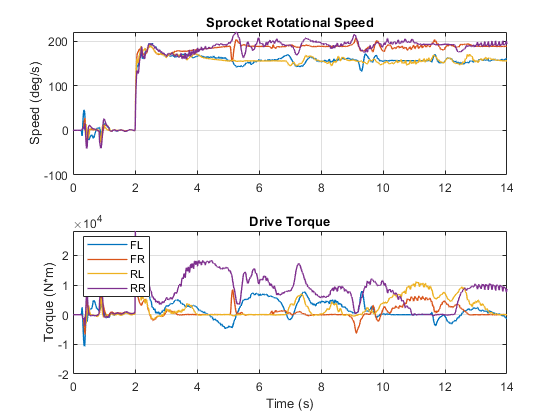 Sprocket Rotational Speed
200
100
0
-100
Speed (deg/s)
0 2 4 6 8 10 12 14
Drive Torque
×10⁴
2
1
0
-1
-2
Torque (N*m)
FL
FR
RL
RR
0 2 4 6 8 10 12 14
Time (s)